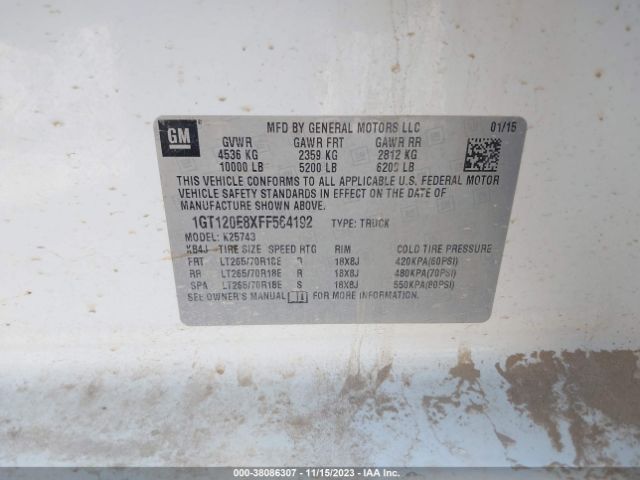 GM
MFD BY GENERAL MOTORS LLC 01/15
GVWR GAWR FRT GAWR RR
4536 KG 2359 KG 2812 KG
10000 LB 5200 LB 6200 LB
THIS VEHICLE CONFORMS TO ALL APPLICABLE U.S. FEDERAL MOTOR
VEHICLE SAFETY STANDARDS IN EFFECT ON THE DATE OF
MANUFACTURE SHOWN ABOVE.
1GT120E8XFF564192 TYPE: TRUCK
MODEL: K25743
TIRE SIZE SPEED RTG RIM COLD TIRE PRESSURE
FRT LT265/70R18E 18X8J 420KPA(60PSI)
RR LT265/70R18E R 18X8J 480KPA(70PSI)
SPA LT265/70R18E S 18X8J 550KPA(80PSI)
SEE OWNER'S MANUAL FOR MORE INFORMATION.
000-38086307 - 11/15/2023 - IAA Inc.